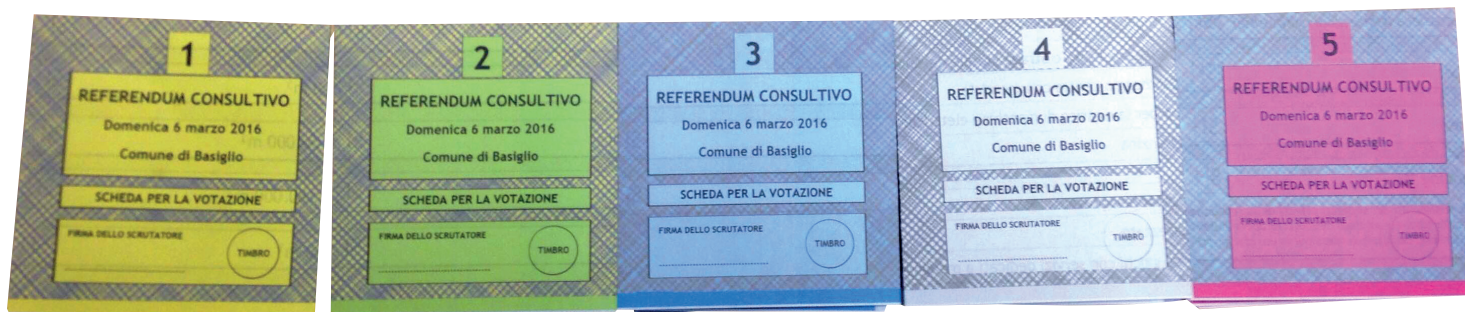 1
REFERENDUM CONSULTIVO
Domenica 6 marzo 2016
Comune di Basiglio
SCHEDA PER LA VOTAZIONE
FIRMA DELLO SCRUTATORE
TIMBRO
2
REFERENDUM CONSULTIVO
Domenica 6 marzo 2016
Comune di Basiglio
SCHEDA PER LA VOTAZIONE
FIRMA DELLO SCRUTATORE
TIMBRO
3
REFERENDUM CONSULTIVO
Domenica 6 marzo 2016
Comune di Basiglio
SCHEDA PER LA VOTAZIONE
FIRMA DELLO SCRUTATORE
TIMBRO
4
REFERENDUM CONSULTIVO
Domenica 6 marzo 2016
Comune di Basiglio
SCHEDA PER LA VOTAZIONE
FIRMA DELLO SCRUTATORE
TIMBRO
5
REFERENDUM CONSULTIVO
Domenica 6 marzo 2016
Comune di Basiglio
SCHEDA PER LA VOTAZIONE
FIRMA DELLO SCRUTATORE
TIMBRO